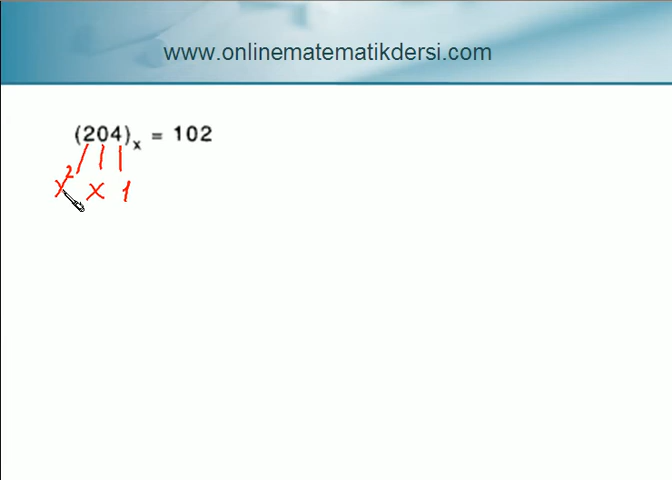 www.onlinematematikdersi.com
(204)ₓ = 102
x² x 1